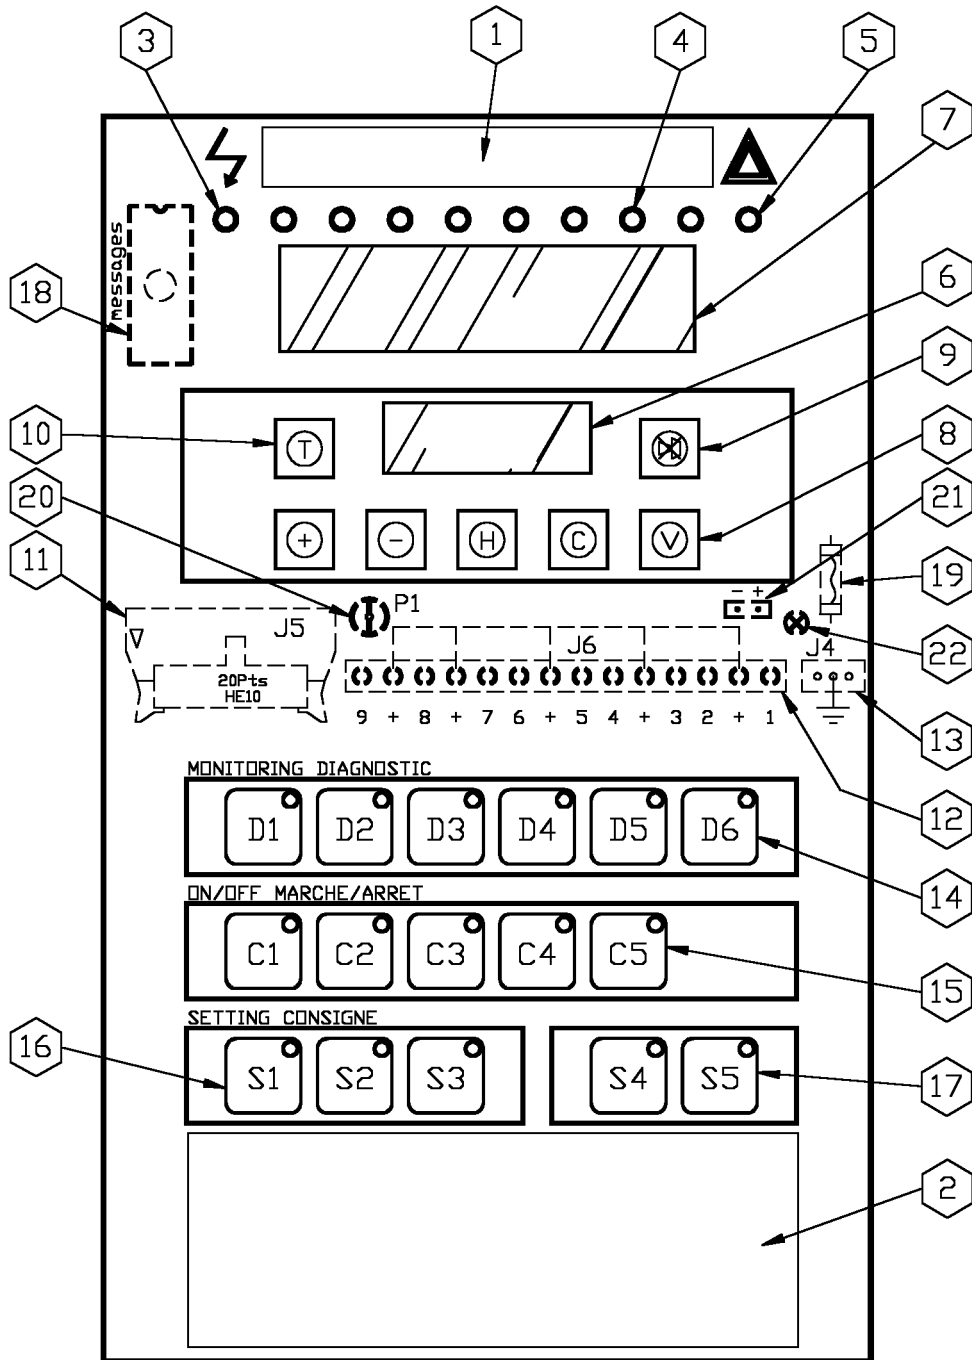 3
1
4
5
7
messages
18
6
9
10
T
8
20
+ - H C V
21
11
P1
- +
19
J5
J6
J4
22
20Pts
HE10
9 + 8 + 7 6 + 5 4 + 3 2 + 1
13
MONITORING DIAGNOSTIC
12
D1 D2 D3 D4 D5 D6
14
ON/OFF MARCHE/ARRET
C1 C2 C3 C4 C5
15
SETTING CONSIGNE
16
S1 S2 S3 S4 S5
17
2